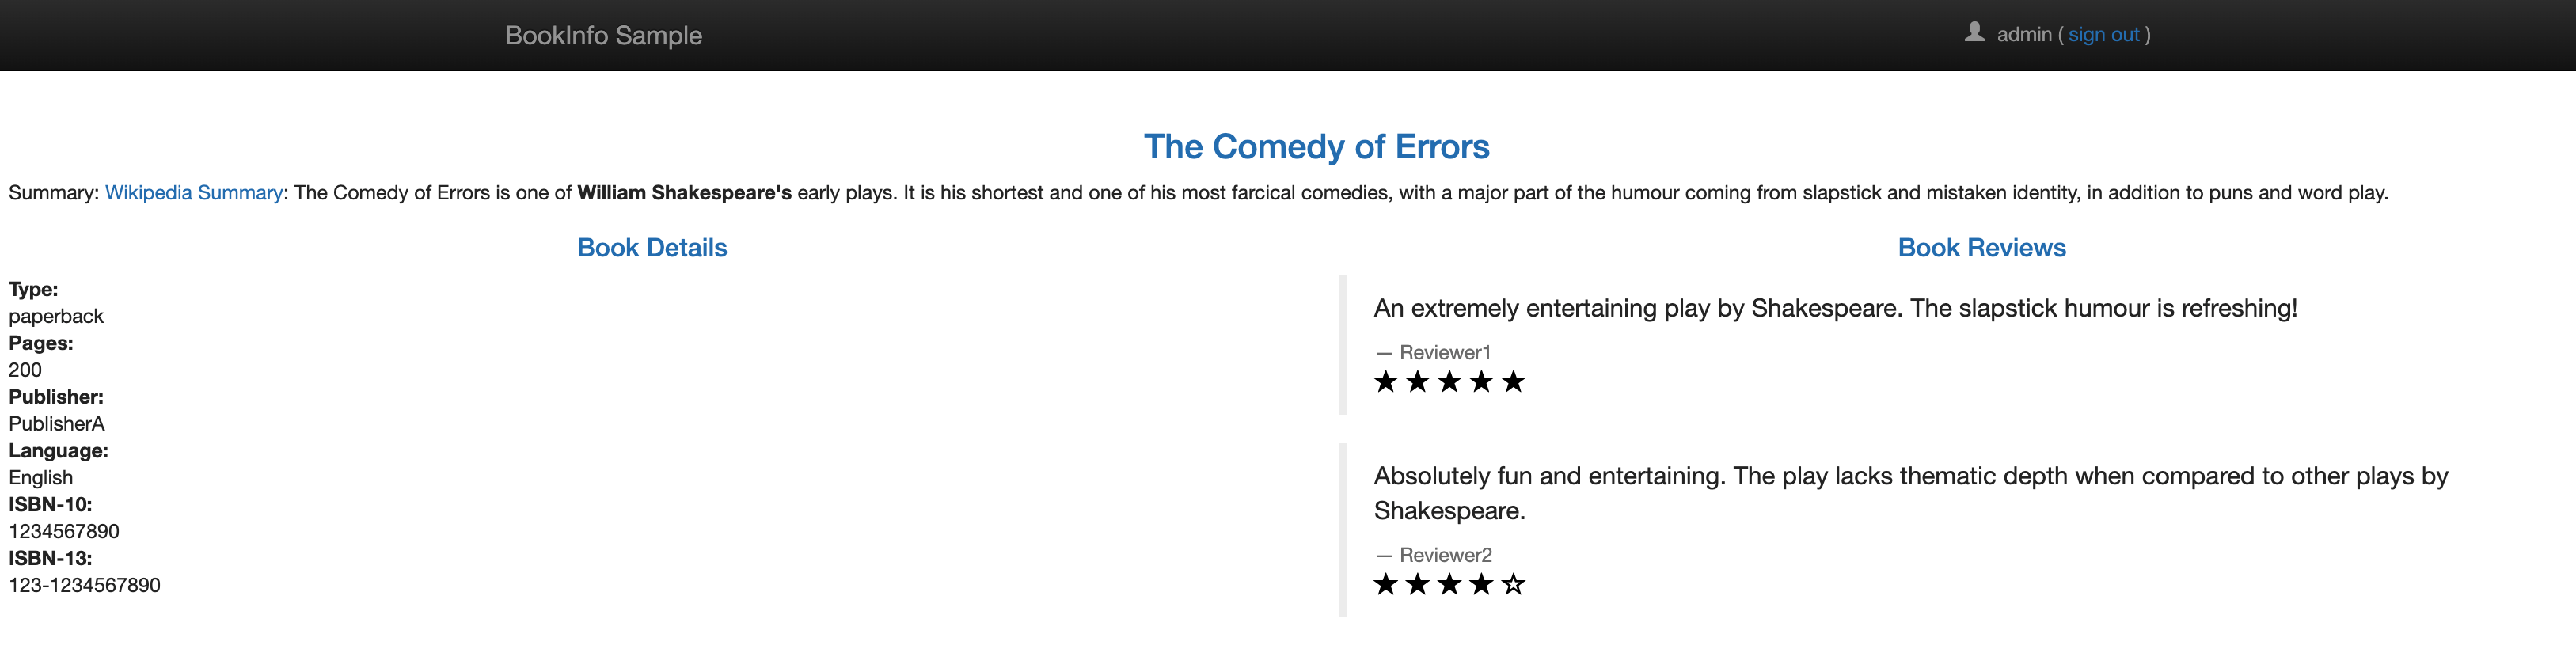 BookInfo Sample
admin ( sign out )
The Comedy of Errors
Summary: Wikipedia Summary: The Comedy of Errors is one of William Shakespeare's early plays. It is his shortest and one of his most farcical comedies, with a major part of the humour coming from slapstick and mistaken identity, in addition to puns and word play.
Book Details
Type:
paperback
Pages:
200
Publisher:
PublisherA
Language:
English
ISBN-10:
1234567890
ISBN-13:
123-1234567890
Book Reviews
An extremely entertaining play by Shakespeare. The slapstick humour is refreshing!
— Reviewer1
★★★★★
Absolutely fun and entertaining. The play lacks thematic depth when compared to other plays by
Shakespeare.
— Reviewer2
★★★★☆